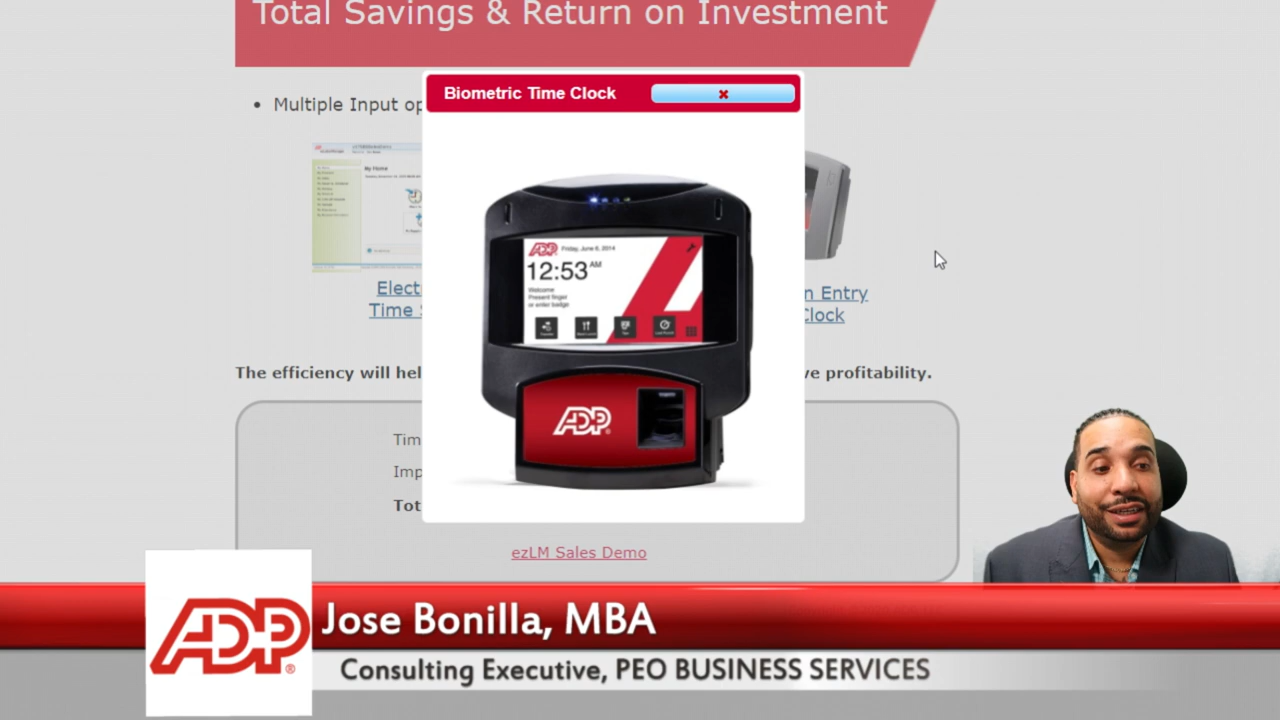 Total Savings & Return on Investment
Biometric Time Clock
• Multiple Input op
My Home
ADP Friday, June 6, 2014
12:53 AM
Welcome
Present finger
or enter badge
Elect
n Entry
Time S
Clock
The efficiency will hel
ve profitability.
ADP
Tim
Imp
Tot
ezLM Sales Demo
ADP®
Jose Bonilla, MBA
Consulting Executive, PEO BUSINESS SERVICES